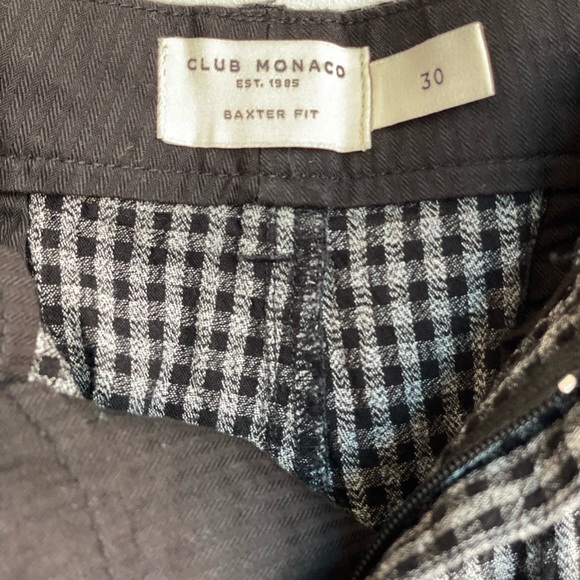 CLUB MONACO
EST. 1985
BAXTER FIT
30